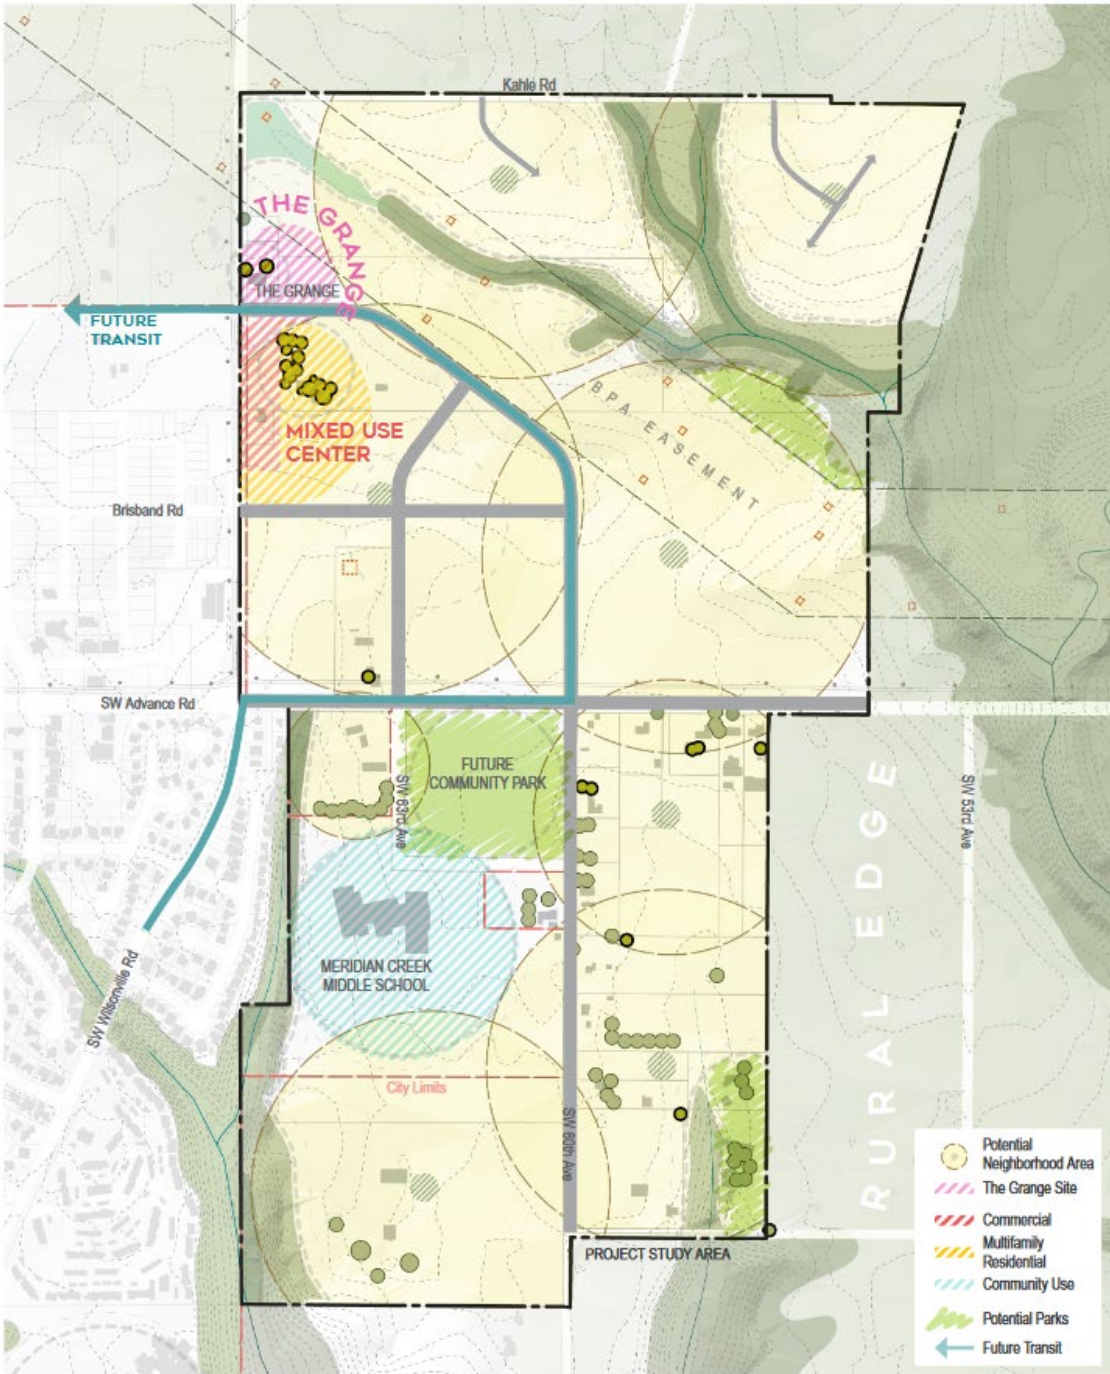 Kahle Rd
THE GRANGE
THE GRANGE
FUTURE
TRANSIT
BPA EASEMENT
MIXED USE
CENTER
Brisband Rd
SW Advance Rd
FUTURE
COMMUNITY PARK
SW 63rd Ave
SW 53rd Ave
RURAL EDGE
MERIDIAN CREEK
MIDDLE SCHOOL
SW Wilsonville Rd
City Limits
SW 60th Ave
PROJECT STUDY AREA
Potential
Neighborhood Area
The Grange Site
Commercial
Multifamily
Residential
Community Use
Potential Parks
Future Transit